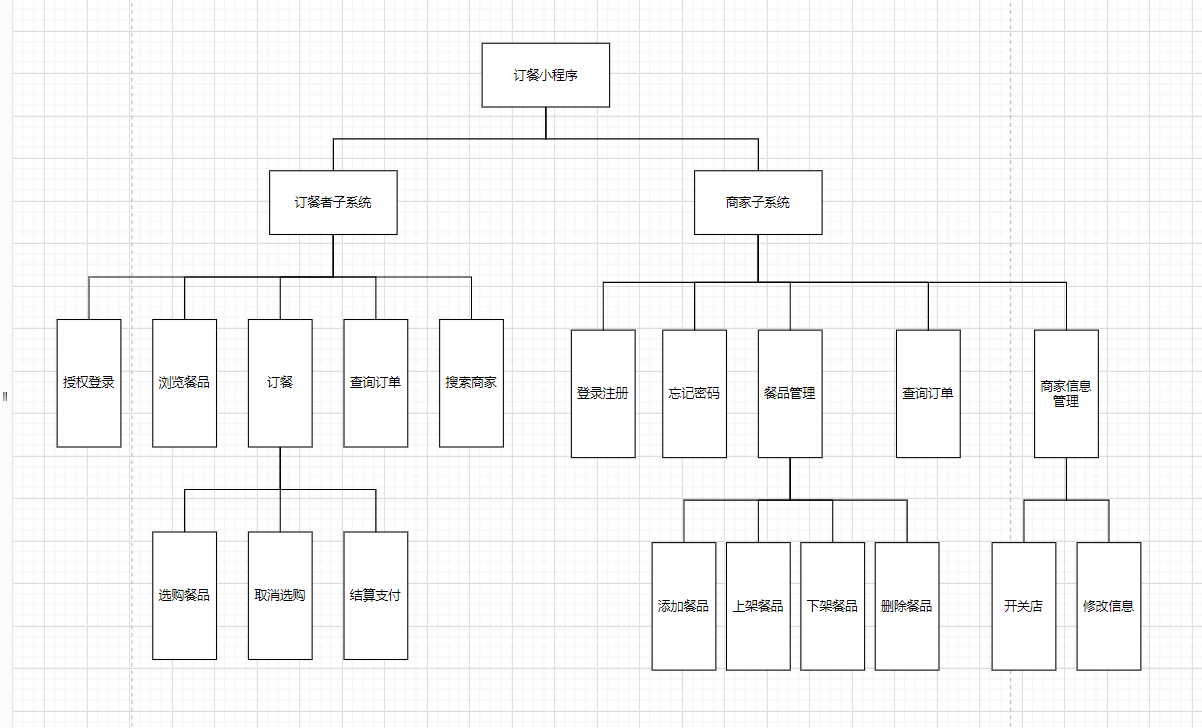 订餐小程序
订餐者子系统
商家子系统
授权登录
浏览餐品
订餐
查询订单
搜索商家
登录注册
忘记密码
餐品管理
查询订单
商家信息
管理
选购餐品
取消选购
结算支付
添加餐品
上架餐品
下架餐品
删除餐品
开关店
修改信息